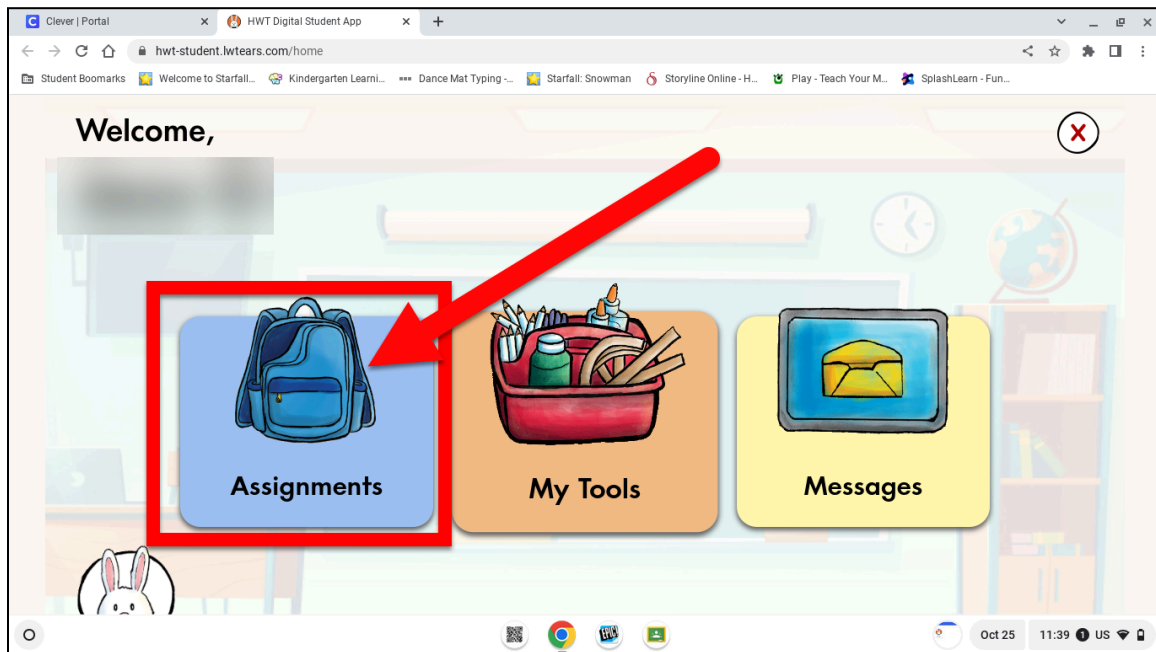 Clever | Portal
HWT Digital Student App
hwt-student.lwtears.com/home
Student Boomarks
Welcome to Starfall...
Kindergarten Learni...
Dance Mat Typing -...
Starfall: Snowman
Storyline Online - H...
Play - Teach Your M...
SplashLearn - Fun...
Welcome,
X
Assignments
My Tools
Messages
EPIC!
Oct 25
11:39
1
US